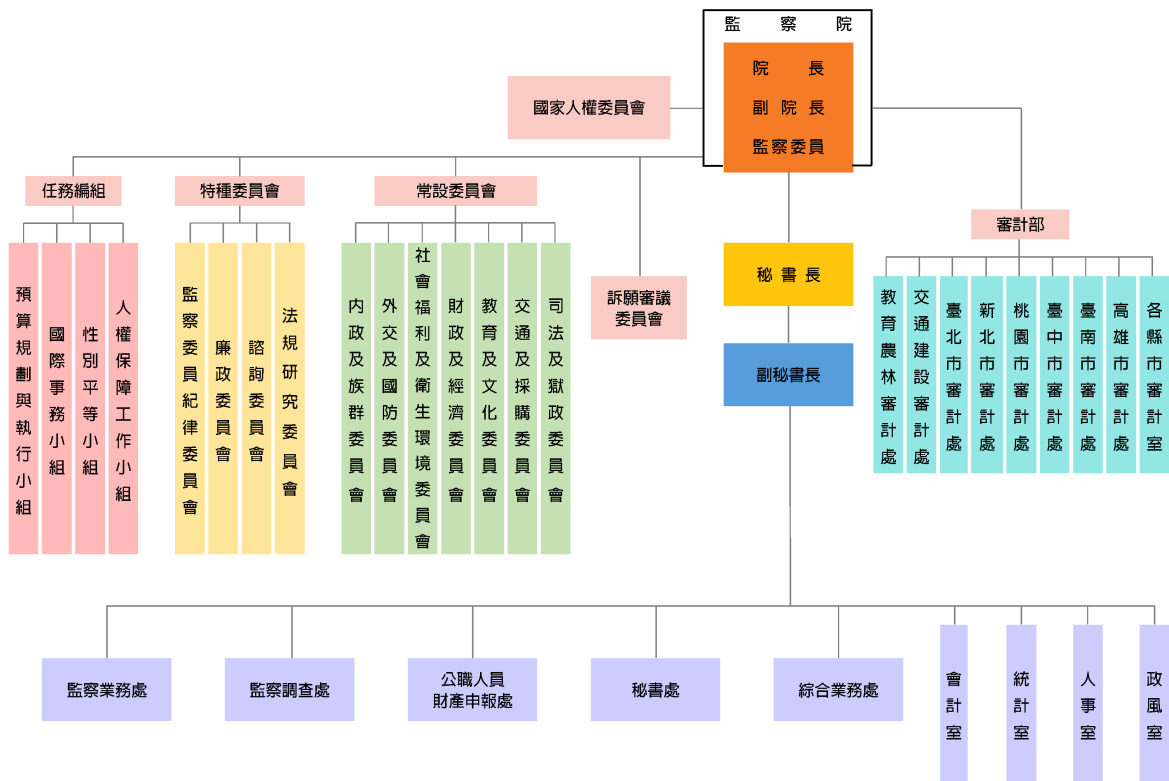 監察院
院長
副院長
監察委員
國家人權委員會
任務編組
特種委員會
常設委員會
審計部
預算規劃與執行小組
國際事務小組
性別平等小組
人權保障工作小組
監察委員紀律委員會
廉政委員會
諮詢委員會
法規研究委員會
內政及族群委員會
外交及國防委員會
社會福利及衛生環境委員會
財政及經濟委員會
教育及文化委員會
交通及採購委員會
司法及獄政委員會
訴願審議
委員會
秘書長
副秘書長
教育農林審計處
交通建設審計處
臺北市審計處
新北市審計處
桃園市審計處
臺中市審計處
臺南市審計處
高雄市審計處
各縣市審計室
監察業務處
監察調查處
公職人員
財產申報處
秘書處
綜合業務處
會計室
統計室
人事室
政風室